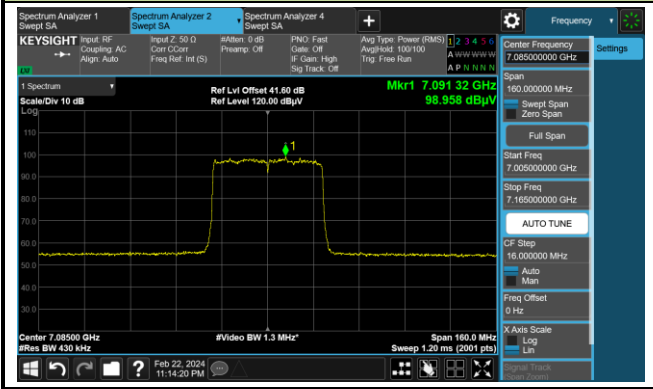 Spectrum Analyzer 1
Swept SA
Spectrum Analyzer 2
Swept SA
Spectrum Analyzer 4
Swept SA
+
Frequency
KEYSIGHT
Input: RF
Coupling: AC
Align: Auto
Input Z: 50 Ω
Corr CCorr
Freq Ref: Int (S)
#Atten: 0 dB
Preamp: Off
PNO: Fast
Gate: Off
IF Gain: High
Sig Track: Off
Avg Type: Power (RMS)
Avg|Hold: 100/100
Trig: Free Run
1 2 3 4 5 6
A W W W W W
A P N N N N
1 Spectrum
Scale/Div 10 dB
Log
Ref Lvl Offset 41.60 dB
Ref Level 120.00 dBµV
Mkr1 7.091 32 GHz
98.958 dBµV
110
100
90.0
80.0
70.0
60.0
50.0
40.0
30.0
1
Center 7.08500 GHz
#Res BW 430 kHz
#Video BW 1.3 MHz*
Span 160.0 MHz
Sweep 1.20 ms (2001 pts)
Center Frequency
7.085000000 GHz
Settings
Span
160.000000 MHz
Swept Span
Zero Span
Full Span
Start Freq
7.005000000 GHz
Stop Freq
7.165000000 GHz
AUTO TUNE
CF Step
16.000000 MHz
Auto
Man
Freq Offset
0 Hz
X Axis Scale
Log
Lin
Signal Track
(Span Zoom)
?
Feb 22, 2024
11:14:20 PM